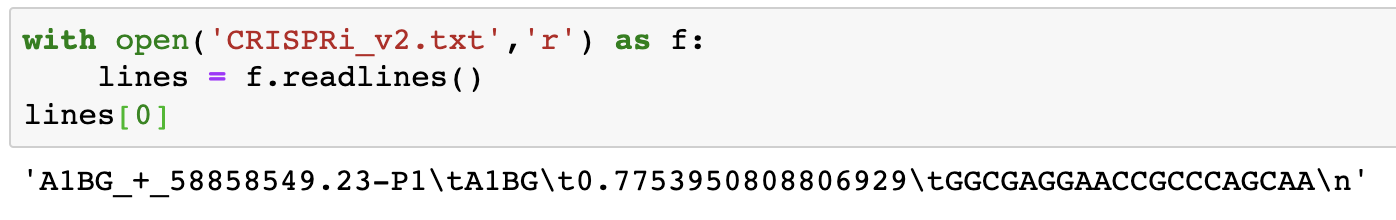 with open('CRISPRi_v2.txt','r') as f:
    lines = f.readlines()
lines[0]
'A1BG_+_58858549.23-P1\tA1BG\t0.7753950808806929\tGGCGAGGAACCGCCCAGCAA\n'